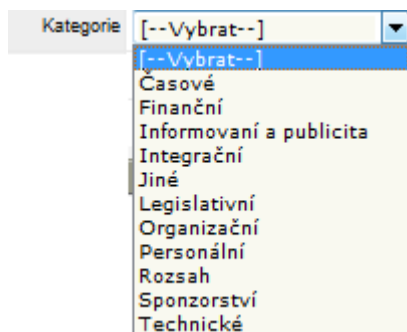 Kategorie [--Vybrat--]
[--Vybrat--]
Časové
Finanční
Informovaní a publicita
Integrační
Jiné
Legislativní
Organizační
Personální
Rozsah
Sponzorství
Technické